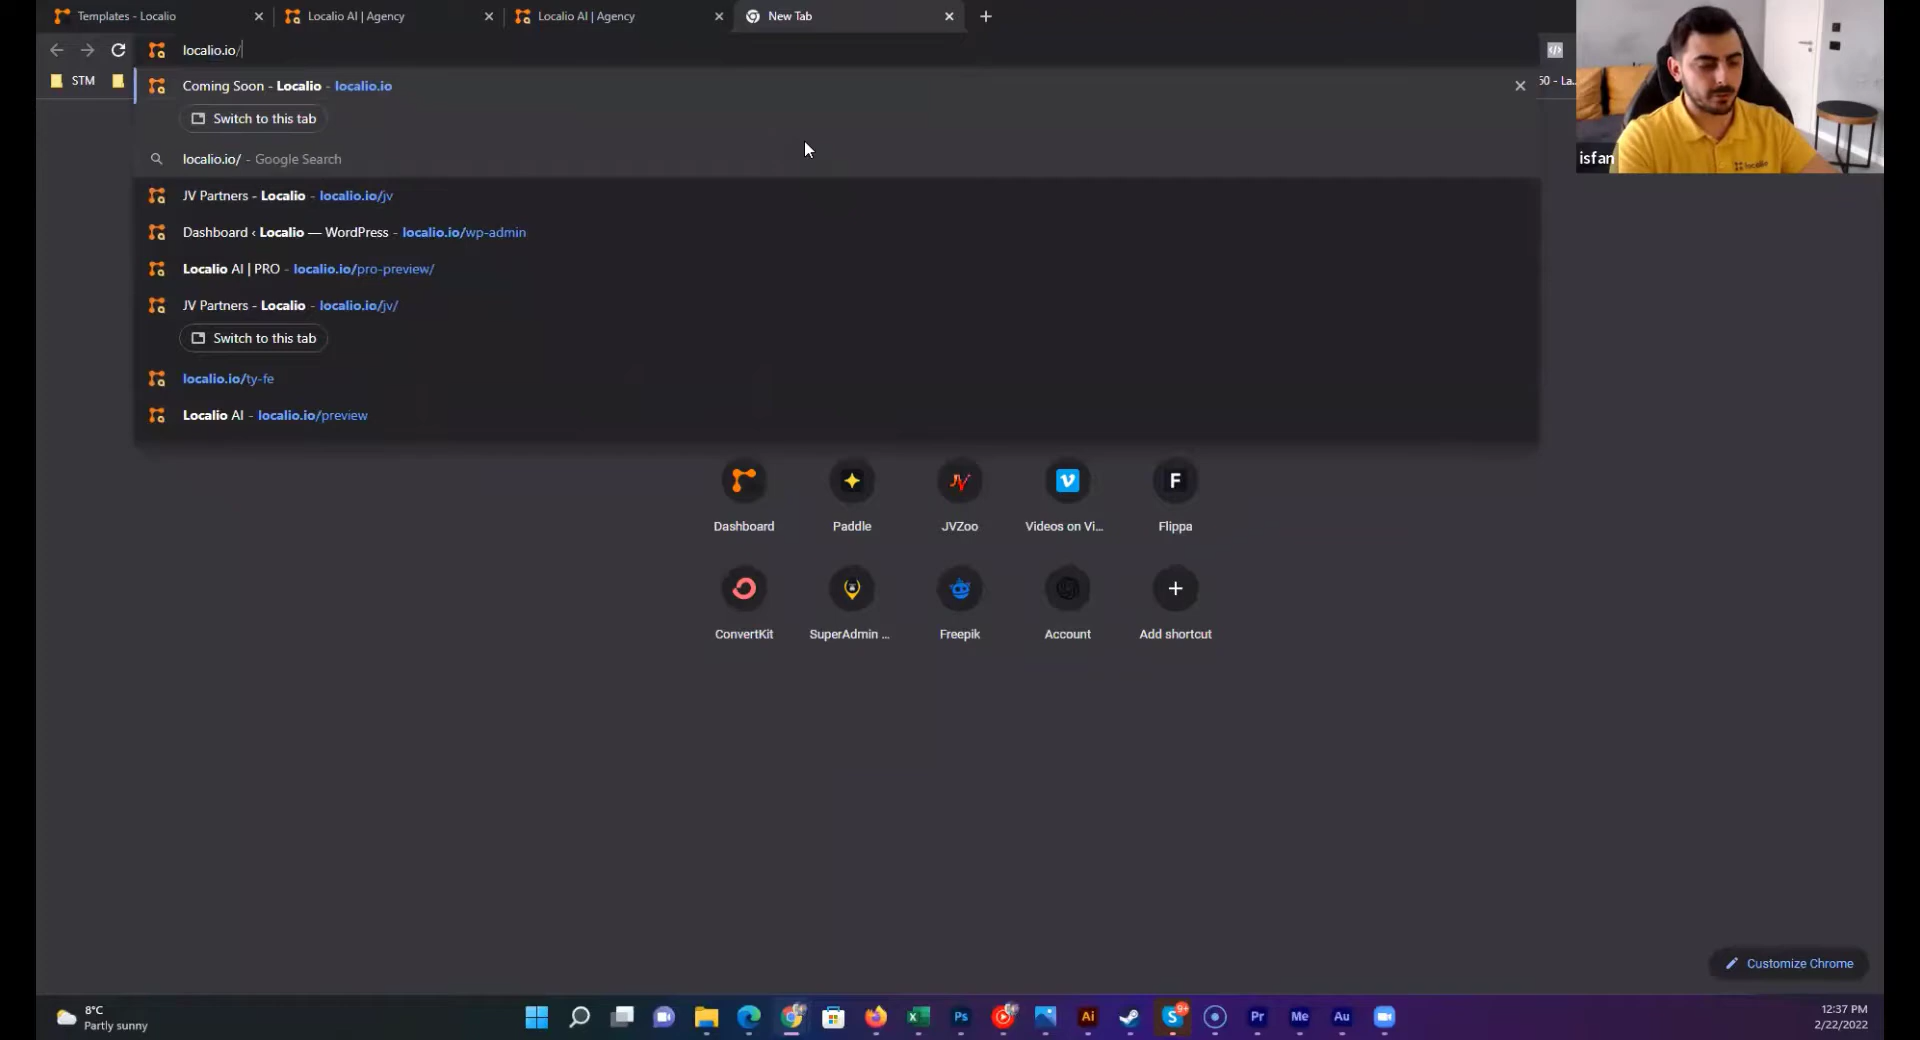 Templates - Localio
Localio AI | Agency
Localio AI | Agency
New Tab
localio.io/
STM
50 - La...
Coming Soon - Localio - localio.io
Switch to this tab
localio.io/ - Google Search
JV Partners - Localio - localio.io/jv
Dashboard ‹ Localio — WordPress - localio.io/wp-admin
Localio AI | PRO - localio.io/pro-preview/
JV Partners - Localio - localio.io/jv/
Switch to this tab
localio.io/ty-fe
Localio AI - localio.io/preview
isfan
localio
Dashboard
Paddle
JVZoo
Videos on Vi...
Flippa
ConvertKit
SuperAdmin ...
Freepik
Account
Add shortcut
Customize Chrome
8°C
Partly sunny
12:37 PM
2/22/2022